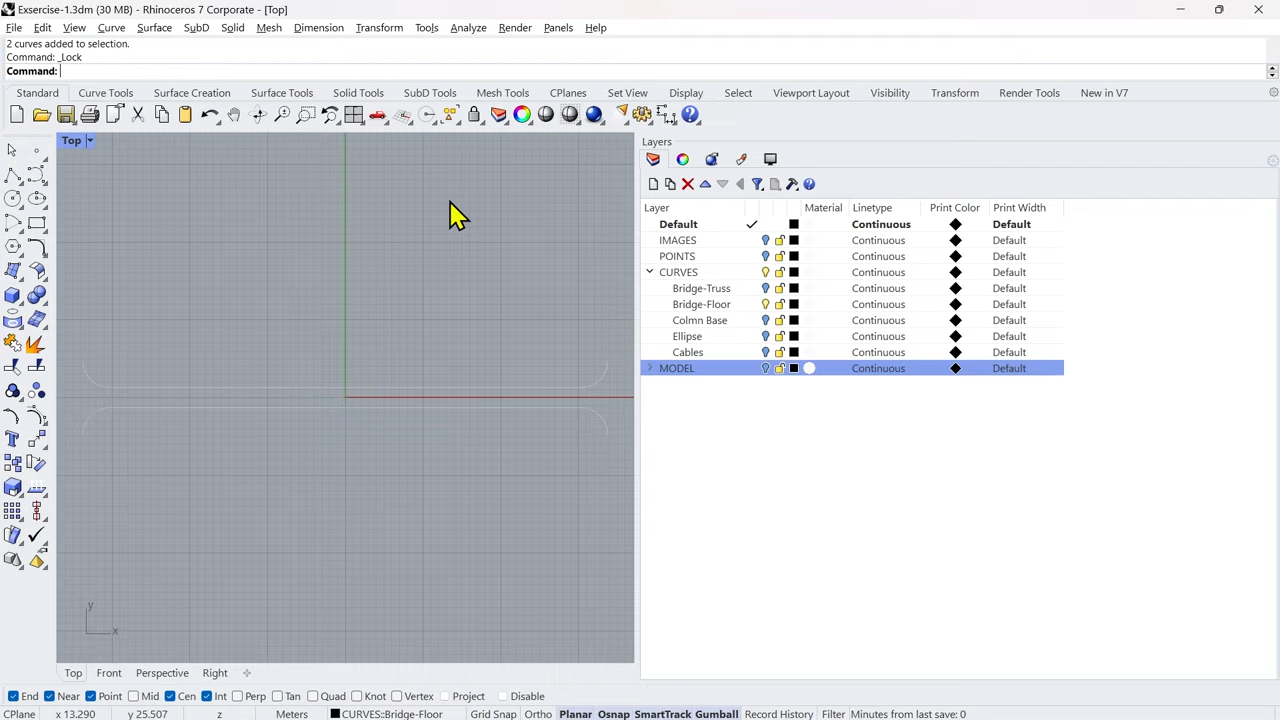 Exsercise-1.3dm (30 MB) - Rhinoceros 7 Corporate - [Top]
File Edit View Curve Surface SubD Solid Mesh Dimension Transform Tools Analyze Render Panels Help
2 curves added to selection.
Command: _Lock
Command:
Standard Curve Tools Surface Creation Surface Tools Solid Tools SubD Tools Mesh Tools CPlanes Set View Display Select Viewport Layout Visibility Transform Render Tools New in V7
Top
Layers
Layer Material Linetype Print Color Print Width
Default Continuous Default
IMAGES Continuous Default
POINTS Continuous Default
CURVES Continuous Default
Bridge-Truss Continuous Default
Bridge-Floor Continuous Default
Colmn Base Continuous Default
Ellipse Continuous Default
Cables Continuous Default
MODEL Continuous Default
y
x
Top Front Perspective Right
End Near Point Mid Cen Int Perp Tan Quad Knot Vertex Project Disable
CPlane x 13.290 y 25.507 z Meters CURVES::Bridge-Floor Grid Snap Ortho Planar Osnap SmartTrack Gumball Record History Filter Minutes from last save: 0